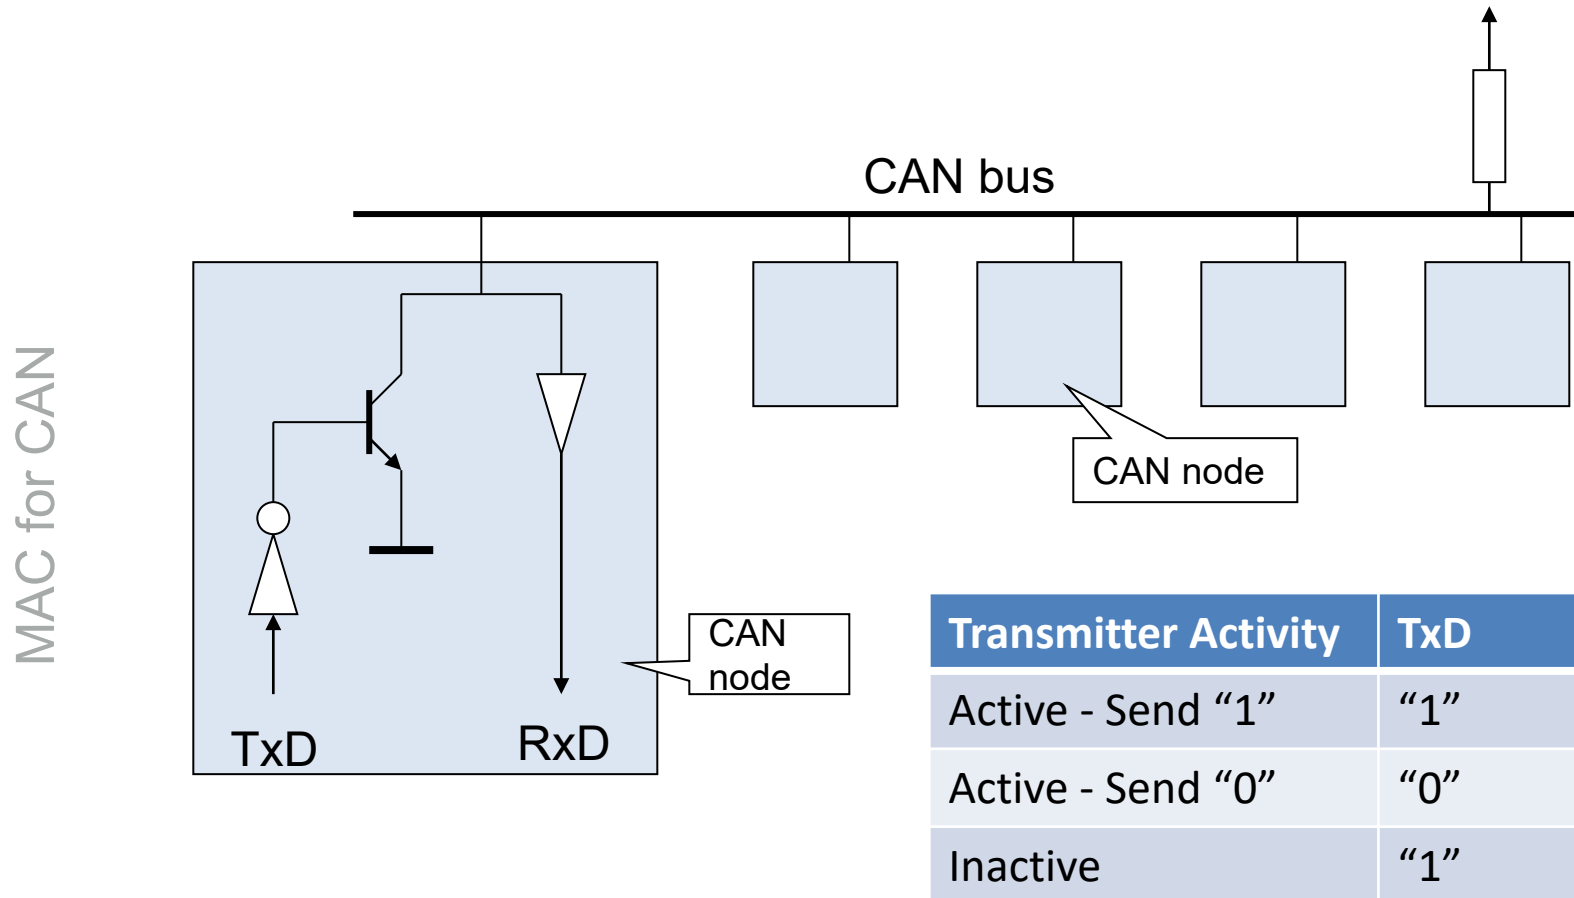 MAC for CAN
CAN bus
CAN node
CAN
node
TxD
RxD
Transmitter Activity TxD
Active - Send “1” “1”
Active - Send “0” “0”
Inactive “1”